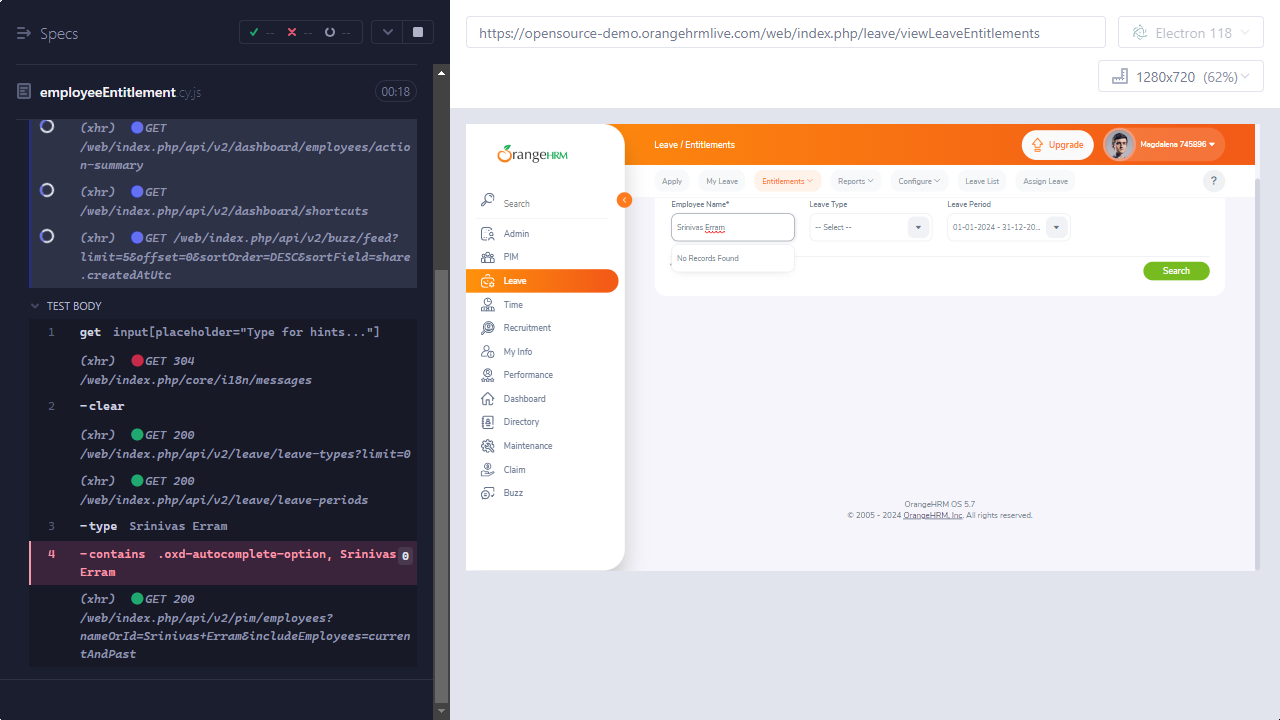 Specs
-- -- --
employeeEntitlement cy.js
00:18
(xhr) GET
/web/index.php/api/v2/dashboard/employees/actio
n-summary
(xhr) GET
/web/index.php/api/v2/dashboard/shortcuts
(xhr) GET /web/index.php/api/v2/buzz/feed?
limit=5&offset=0&sortOrder=DESC&sortField=share
.createdAtUtc
TEST BODY
1 get input[placeholder="Type for hints..."]
(xhr) GET 304
/web/index.php/core/i18n/messages
2 -clear
(xhr) GET 200
/web/index.php/api/v2/leave/leave-types?limit=0
(xhr) GET 200
/web/index.php/api/v2/leave/leave-periods
3 -type Srinivas Erram
4 -contains .oxd-autocomplete-option, Srinivas 0
Erram
(xhr) GET 200
/web/index.php/api/v2/pim/employees?
nameOrId=Srinivas+Erram&includeEmployees=curren
tAndPast
https://opensource-demo.orangehrmlive.com/web/index.php/leave/viewLeaveEntitlements
Electron 118
1280x720 (62%)
OrangeHRM
Search
Admin
PIM
Leave
Time
Recruitment
My Info
Performance
Dashboard
Directory
Maintenance
Claim
Buzz
Leave / Entitlements
Upgrade
Magdalena 745896
Apply My Leave Entitlements Reports Configure Leave List Assign Leave ?
Employee Name* Leave Type Leave Period
Srinivas Erram -- Select -- 01-01-2024 - 31-12-20...
No Records Found
Search
OrangeHRM OS 5.7
© 2005 - 2024 OrangeHRM, Inc. All rights reserved.